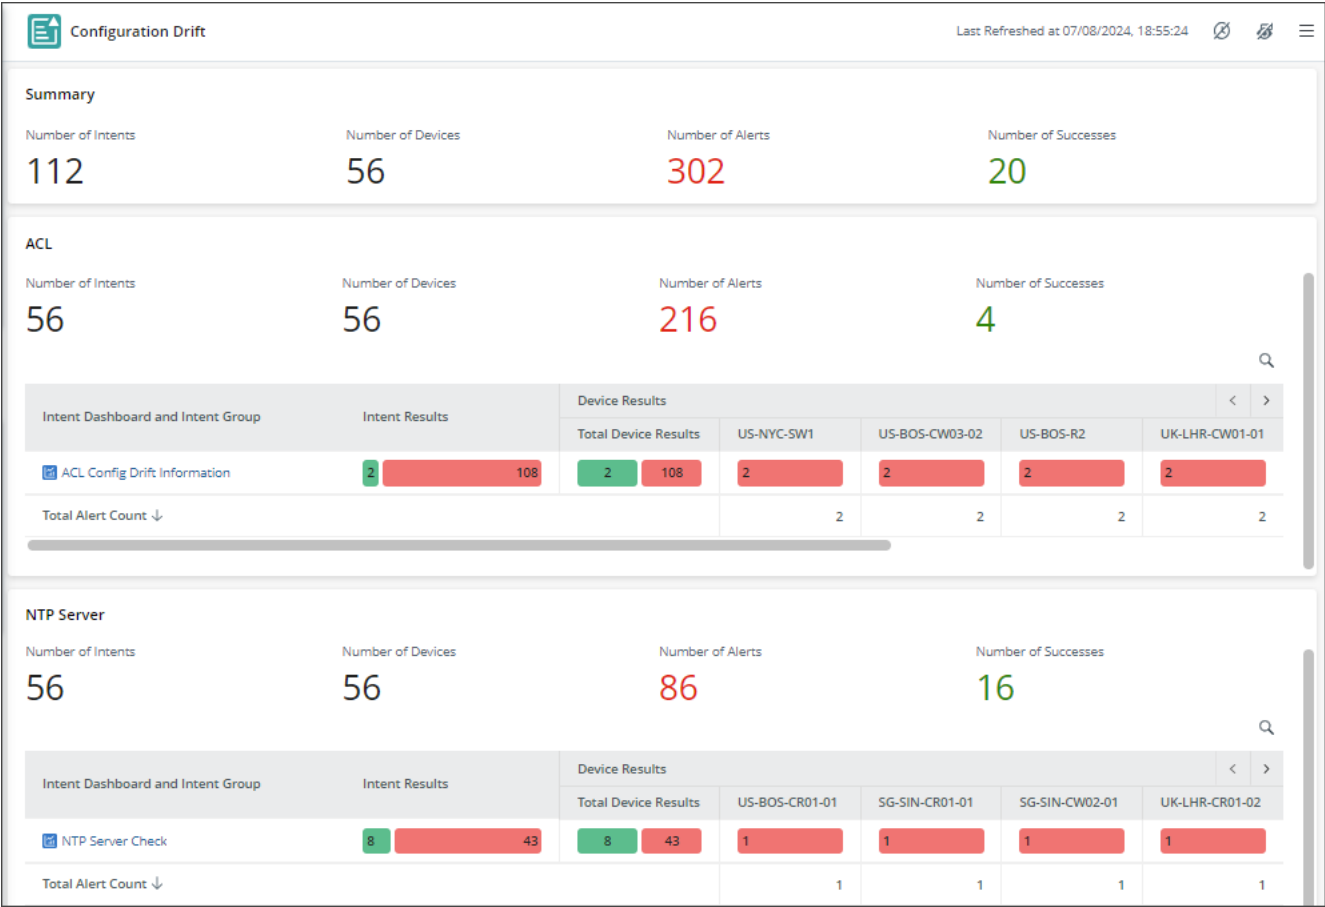 Configuration Drift
Last Refreshed at 07/08/2024, 18:55:24
Summary
Number of Intents Number of Devices Number of Alerts Number of Successes
112 56 302 20
ACL
Number of Intents Number of Devices Number of Alerts Number of Successes
56 56 216 4
Intent Dashboard and Intent Group Intent Results Device Results < >
Total Device Results US-NYC-SW1 US-BOS-CW03-02 US-BOS-R2 UK-LHR-CW01-01
ACL Config Drift Information 2 108 2 108 2 2 2 2
Total Alert Count ↓ 2 2 2 2
NTP Server
Number of Intents Number of Devices Number of Alerts Number of Successes
56 56 86 16
Intent Dashboard and Intent Group Intent Results Device Results < >
Total Device Results US-BOS-CR01-01 SG-SIN-CR01-01 SG-SIN-CW02-01 UK-LHR-CR01-02
NTP Server Check 8 43 8 43 1 1 1 1
Total Alert Count ↓ 1 1 1 1